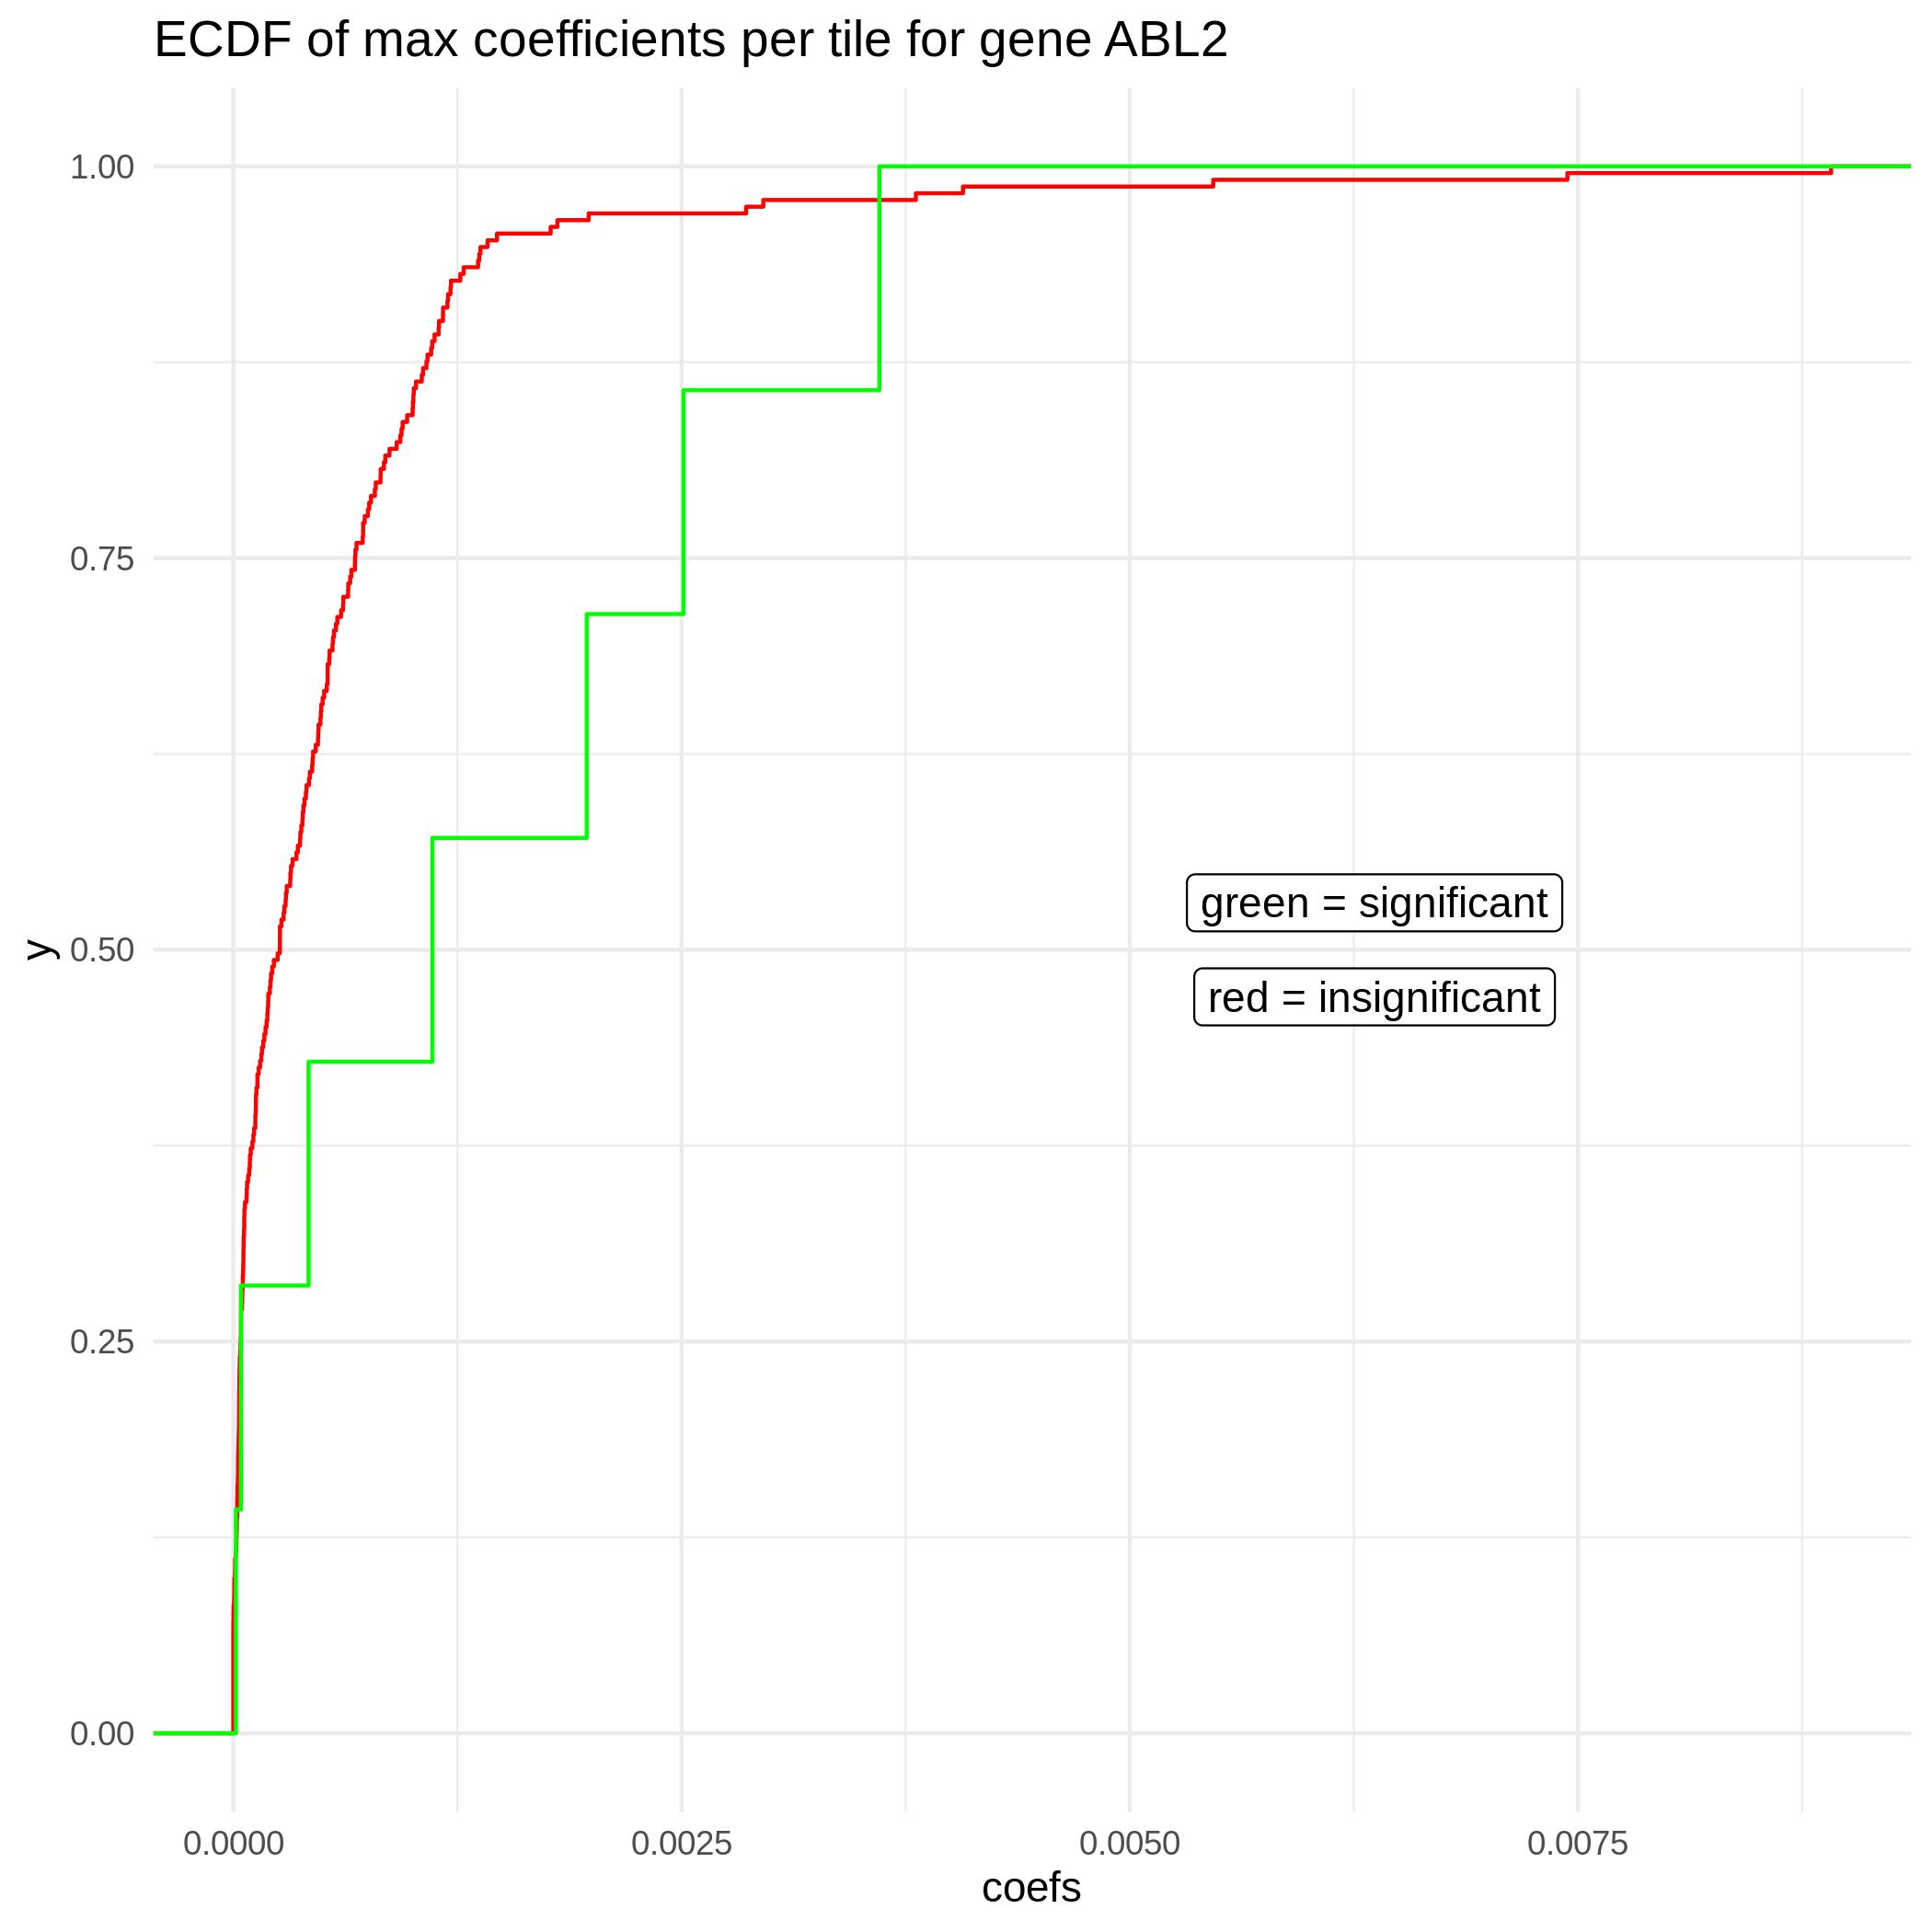 ECDF of max coefficients per tile for gene ABL2
1.00
0.75
0.50
0.25
0.00
y
green = significant
red = insignificant
0.0000
0.0025
0.0050
0.0075
coefs